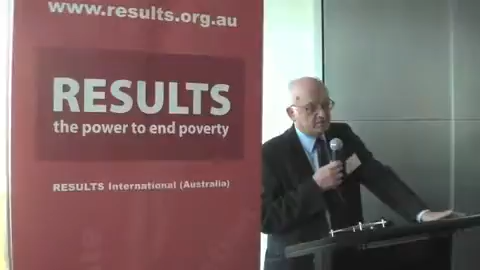 www.results.org.au
RESULTS
the power to end poverty
RESULTS International (Australia)